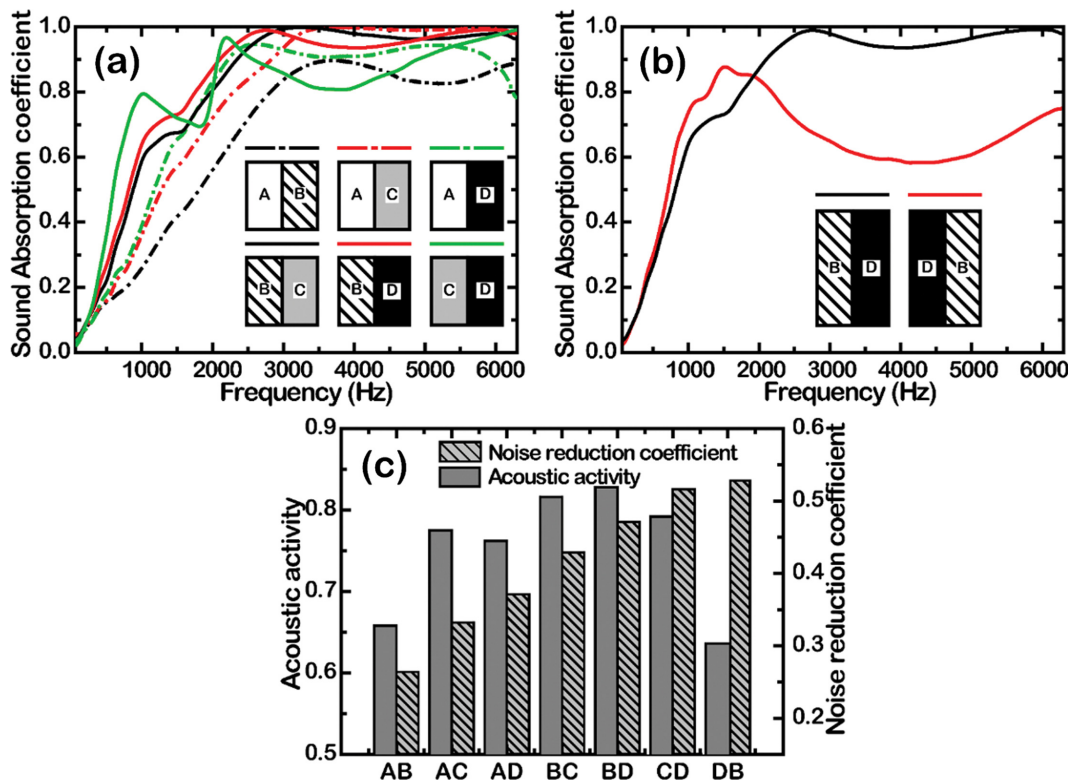 (a)
Sound Absorption coefficient
1.0
0.8
0.6
0.4
0.2
0.0
A B
A C
A D
B C
B D
C D
1000 2000 3000 4000 5000 6000
Frequency (Hz)
(b)
Sound Absorption coefficient
1.0
0.8
0.6
0.4
0.2
0.0
B D
D B
1000 2000 3000 4000 5000 6000
Frequency (Hz)
(c)
Noise reduction coefficient
Acoustic activity
Acoustic activity
0.9
0.8
0.7
0.6
0.5
Noise reduction coefficient
0.6
0.5
0.4
0.3
0.2
AB AC AD BC BD CD DB